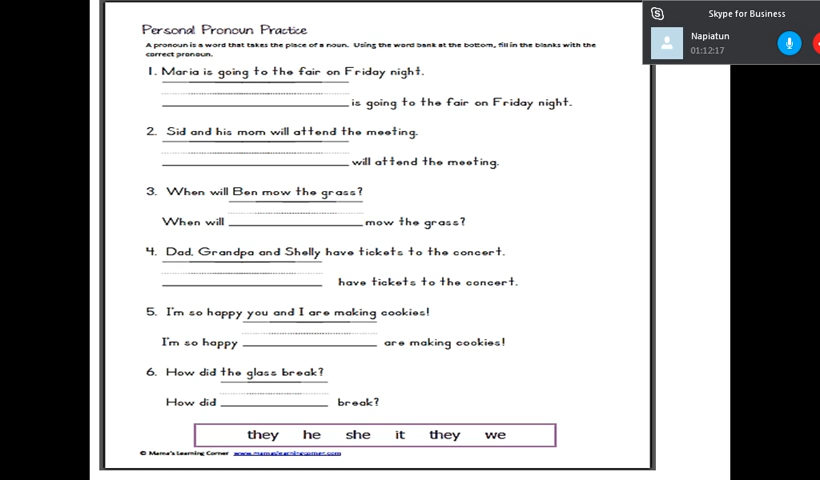 Skype for Business
Napiatun
01:12:17
Personal Pronoun Practice
A pronoun is a word that takes the place of a noun. Using the word bank at the bottom, fill in the blanks with the
correct pronoun.
1. Maria is going to the fair on Friday night.
is going to the fair on Friday night.
2. Sid and his mom will attend the meeting.
will attend the meeting.
3. When will Ben mow the grass?
When will mow the grass?
4. Dad, Grandpa and Shelly have tickets to the concert.
have tickets to the concert.
5. I'm so happy you and I are making cookies!
I'm so happy are making cookies!
6. How did the glass break?
How did break?
they he she it they we
© Mama's Learning Corner www.mamaslearningcorner.com